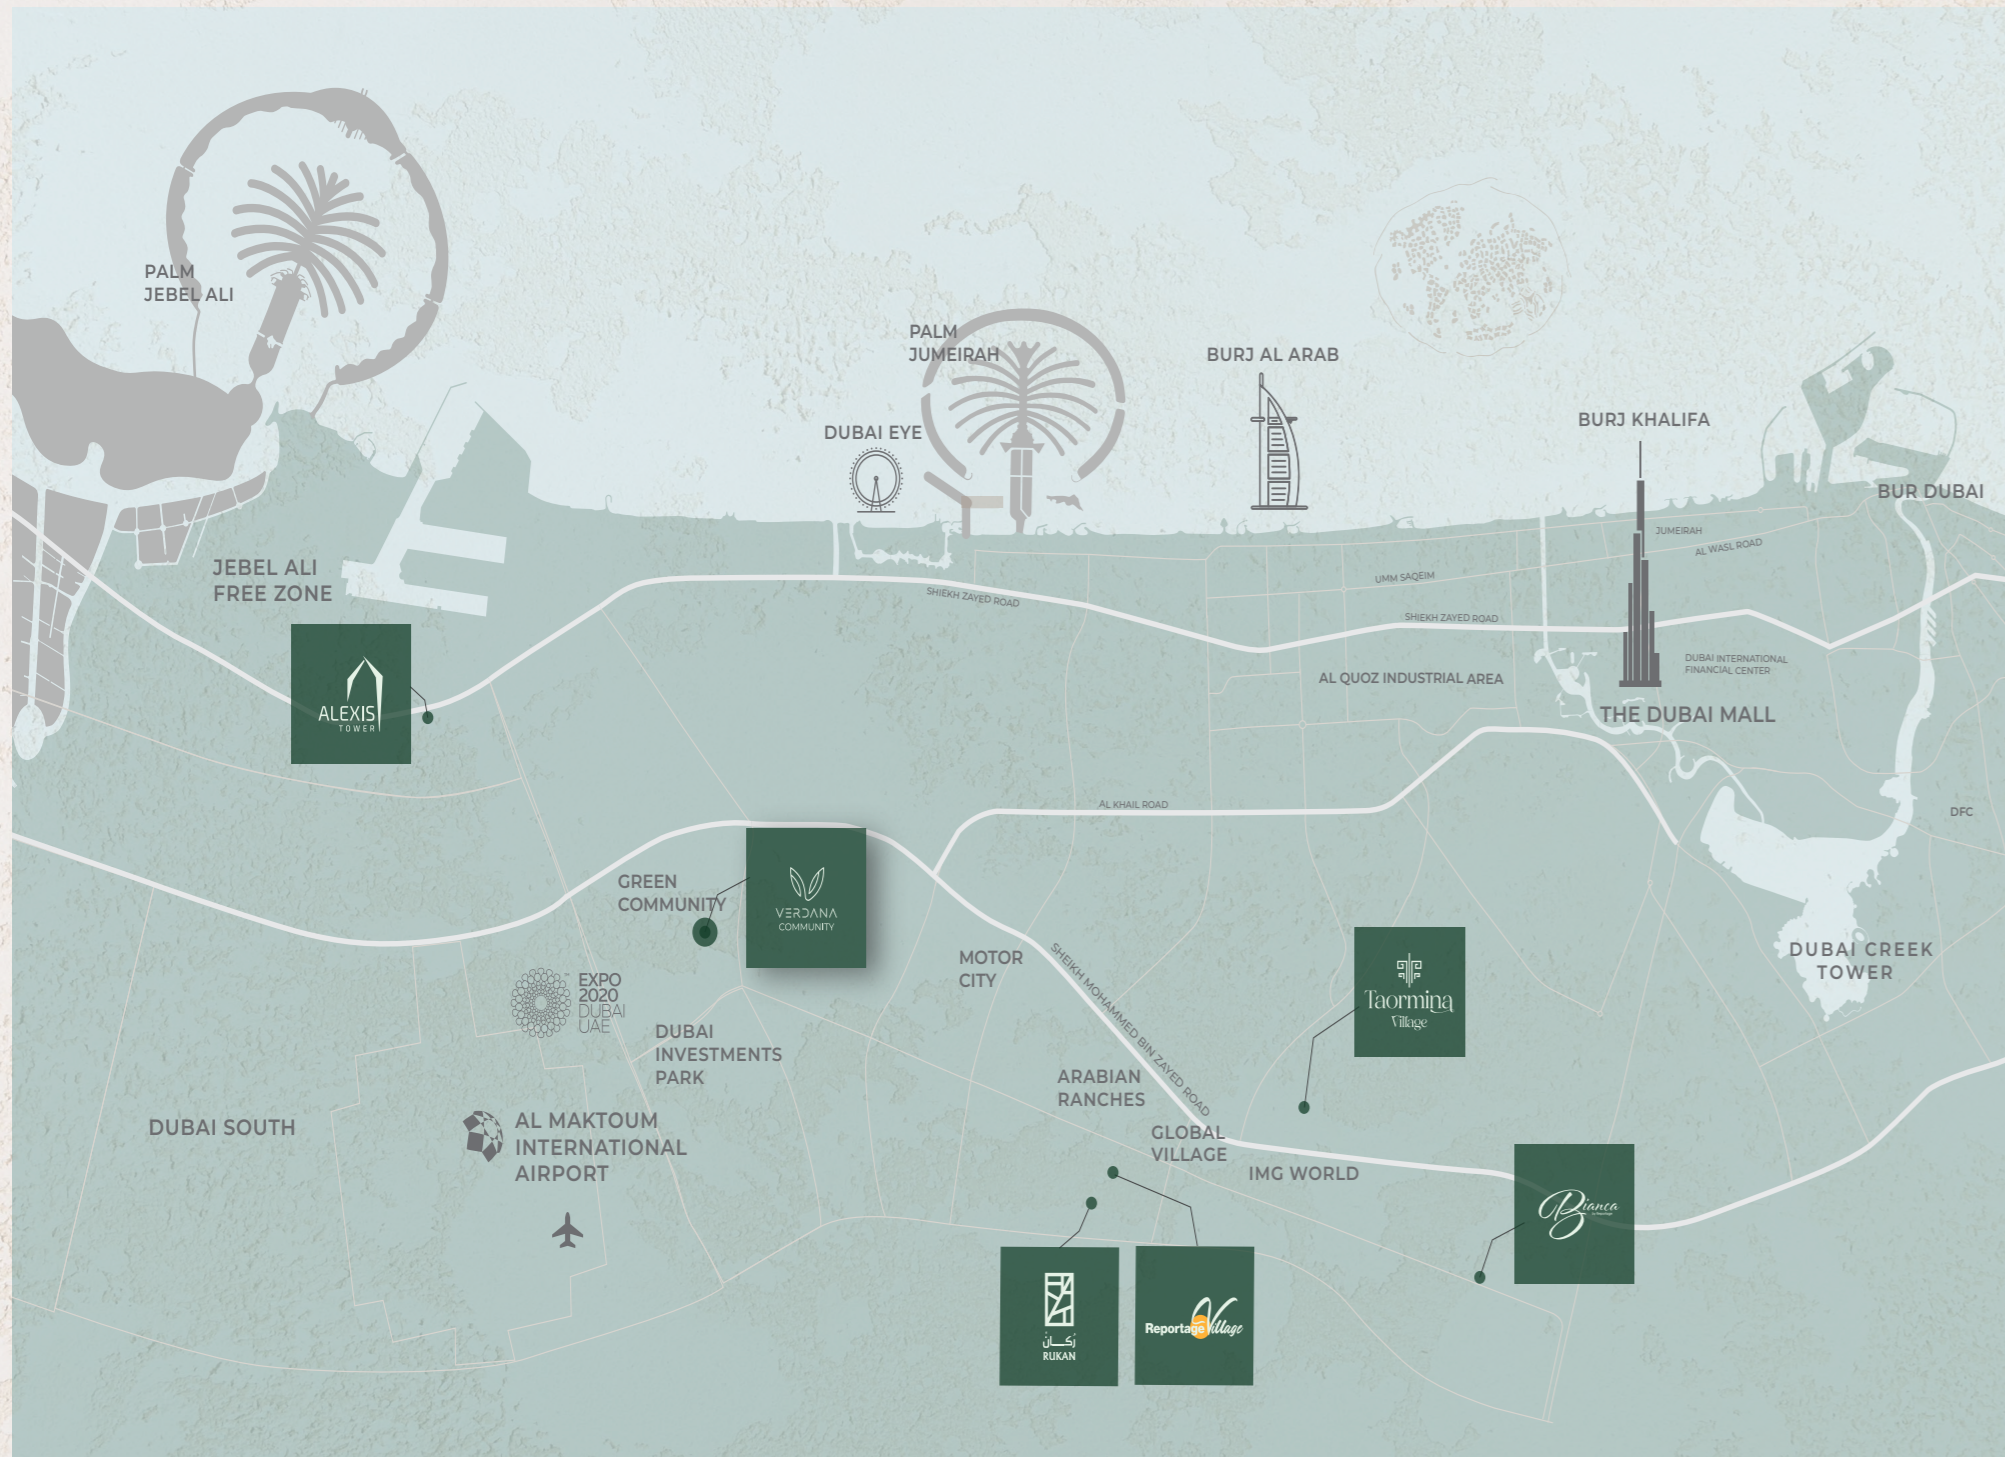 PALM
JEBEL ALI
PALM
JUMEIRAH
BURJ AL ARAB
DUBAI EYE
BURJ KHALIFA
BUR DUBAI
JUMEIRAH
AL WASL ROAD
JEBEL ALI
FREE ZONE
UMM SAQEIM
SHIEKH ZAYED ROAD
SHIEKH ZAYED ROAD
DUBAI INTERNATIONAL
FINANCIAL CENTER
AL QUOZ INDUSTRIAL AREA
THE DUBAI MALL
ALEXIS
TOWER
AL KHAIL ROAD
DFC
GREEN
COMMUNITY
VERDANA
COMMUNITY
MOTOR
CITY
SHEIKH MOHAMMED BIN ZAYED ROAD
Taormina
Village
DUBAI CREEK
TOWER
EXPO
2020
DUBAI
UAE
DUBAI
INVESTMENTS
PARK
ARABIAN
RANCHES
DUBAI SOUTH
AL MAKTOUM
INTERNATIONAL
AIRPORT
GLOBAL
VILLAGE
IMG WORLD
Bianca
رُكــان
RUKAN
Reportage Village